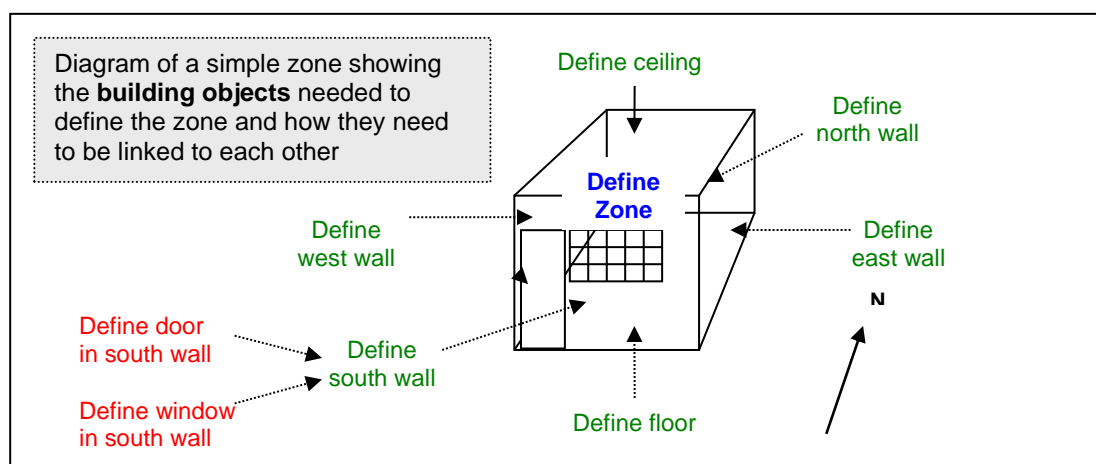 Diagram of a simple zone showing
the building objects needed to
define the zone and how they need
to be linked to each other
Define ceiling
Define
north wall
Define
Zone
Define
west wall
Define
east wall
N
Define door
in south wall
Define
south wall
Define window
in south wall
Define floor